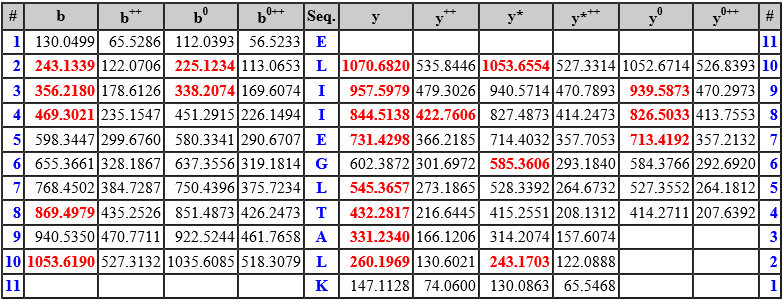 # b b++ b0 b0++ Seq. y y++ y* y*++ y0 y0++ #
1 130.0499 65.5286 112.0393 56.5233 E 11
2 243.1339 122.0706 225.1234 113.0653 L 1070.6820 535.8446 1053.6554 527.3314 1052.6714 526.8393 10
3 356.2180 178.6126 338.2074 169.6074 I 957.5979 479.3026 940.5714 470.7893 939.5873 470.2973 9
4 469.3021 235.1547 451.2915 226.1494 I 844.5138 422.7606 827.4873 414.2473 826.5033 413.7553 8
5 598.3447 299.6760 580.3341 290.6707 E 731.4298 366.2185 714.4032 357.7053 713.4192 357.2132 7
6 655.3661 328.1867 637.3556 319.1814 G 602.3872 301.6972 585.3606 293.1840 584.3766 292.6920 6
7 768.4502 384.7287 750.4396 375.7234 L 545.3657 273.1865 528.3392 264.6732 527.3552 264.1812 5
8 869.4979 435.2526 851.4873 426.2473 T 432.2817 216.6445 415.2551 208.1312 414.2711 207.6392 4
9 940.5350 470.7711 922.5244 461.7658 A 331.2340 166.1206 314.2074 157.6074 3
10 1053.6190 527.3132 1035.6085 518.3079 L 260.1969 130.6021 243.1703 122.0888 2
11 K 147.1128 74.0600 130.0863 65.5468 1